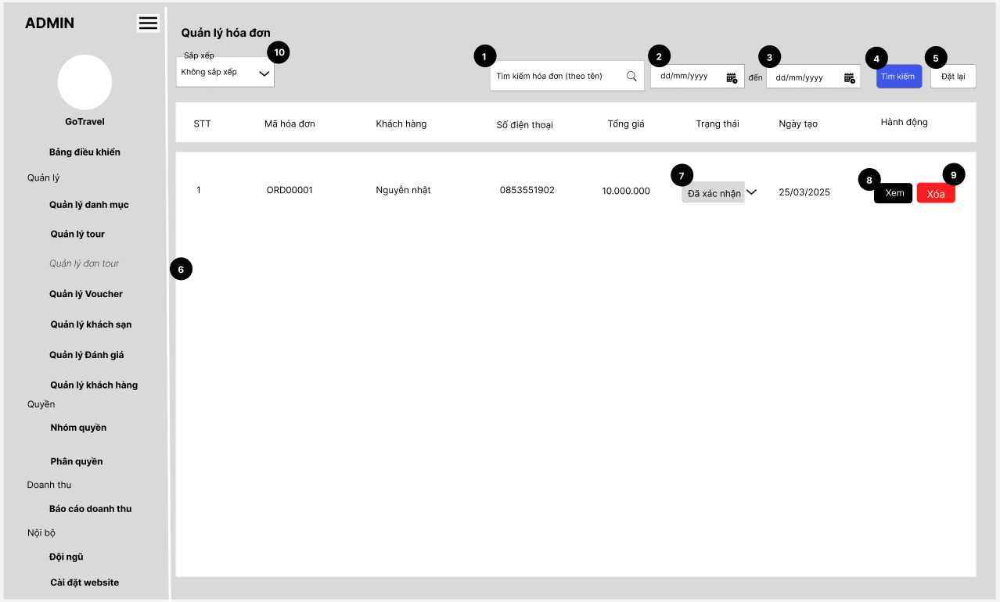 ADMIN
GoTravel
Bảng điều khiển
Quản lý
Quản lý danh mục
Quản lý tour
Quản lý đơn tour
Quản lý Voucher
Quản lý khách sạn
Quản lý Đánh giá
Quản lý khách hàng
Quyền
Nhóm quyền
Phân quyền
Doanh thu
Báo cáo doanh thu
Nội bộ
Đội ngũ
Cài đặt website
Quản lý hóa đơn
Sắp xếp
Không sắp xếp
10
1
Tìm kiếm hóa đơn (theo tên)
2
dd/mm/yyyy
đến
3
dd/mm/yyyy
4
Tìm kiếm
5
Đặt lại
STT Mã hóa đơn Khách hàng Số điện thoại Tổng giá Trạng thái Ngày tạo Hành động
7
8
9
1 ORD00001 Nguyễn nhật 0853551902 10.000.000 Đã xác nhận 25/03/2025 Xem Xóa
6